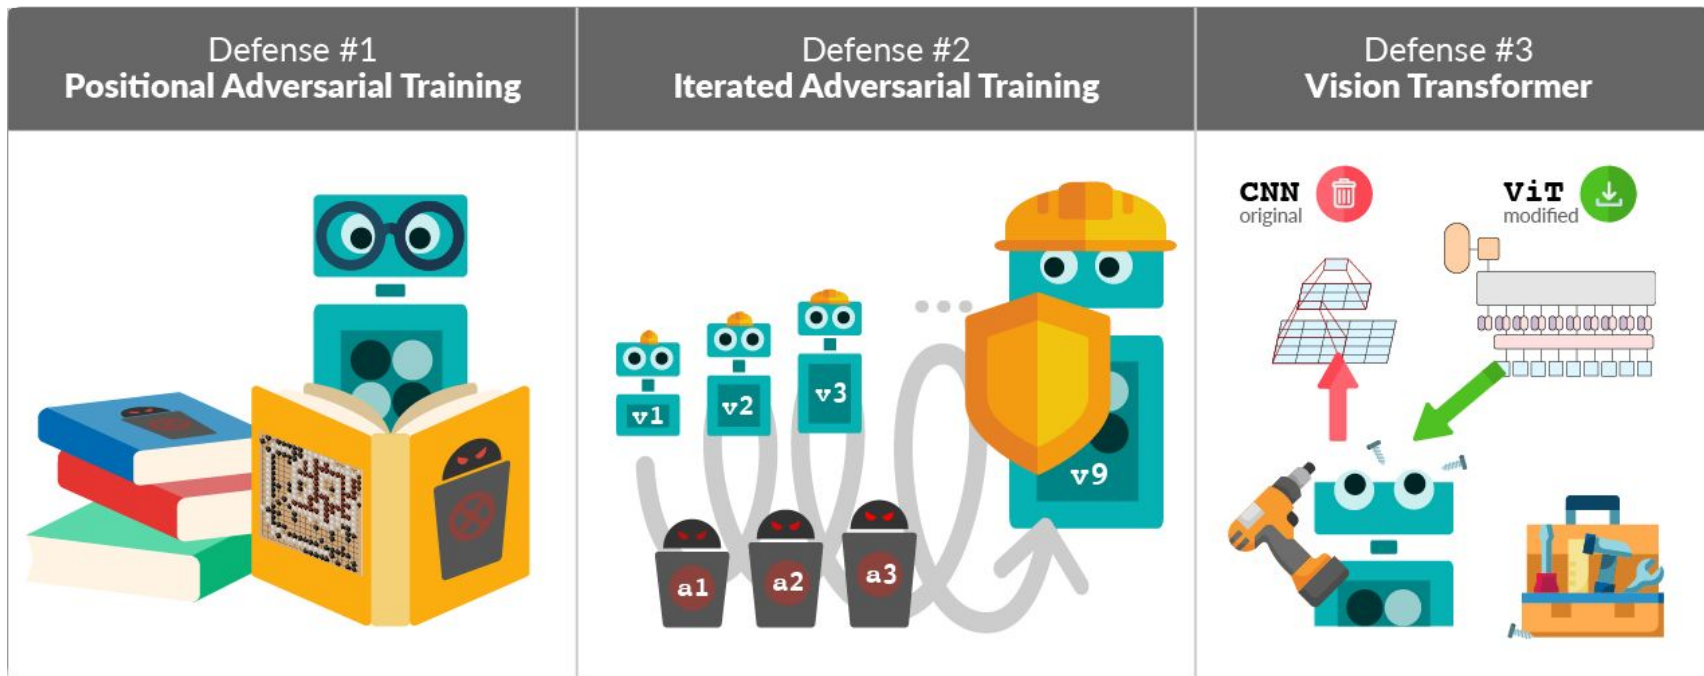 Defense #1
Positional Adversarial Training
Defense #2
Iterated Adversarial Training
Defense #3
Vision Transformer
v1
v2
v3
v9
a1
a2
a3
CNN
original
ViT
modified